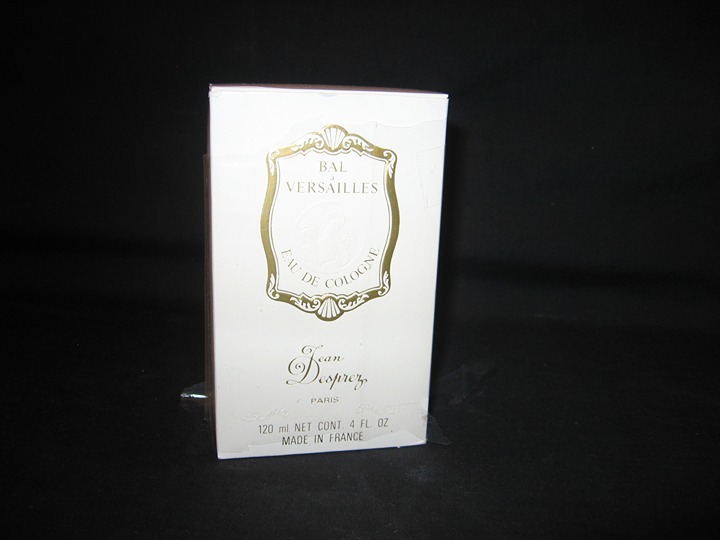 BAL
à
VERSAILLES
EAU DE COLOGNE
Jean
Desprez
PARIS
120 ml. NET CONT. 4 FL. OZ
MADE IN FRANCE